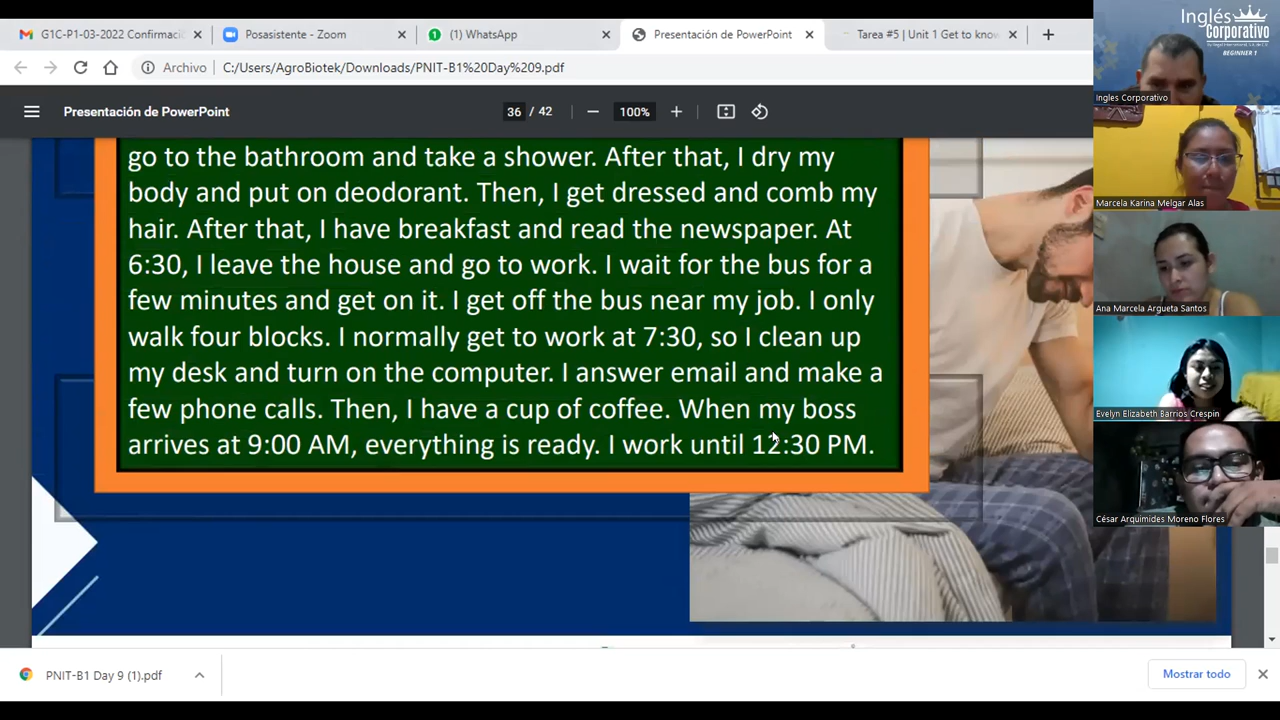 G1C-P1-03-2022 Confirmació
Posasistente - Zoom
(1) WhatsApp
Presentación de PowerPoint
Tarea #5 | Unit 1 Get to know
Archivo
C:/Users/AgroBiotek/Downloads/PNIT-B1%20Day%209.pdf
Presentación de PowerPoint
36 / 42
100%
go to the bathroom and take a shower. After that, I dry my
body and put on deodorant. Then, I get dressed and comb my
hair. After that, I have breakfast and read the newspaper. At
6:30, I leave the house and go to work. I wait for the bus for a
few minutes and get on it. I get off the bus near my job. I only
walk four blocks. I normally get to work at 7:30, so I clean up
my desk and turn on the computer. I answer email and make a
few phone calls. Then, I have a cup of coffee. When my boss
arrives at 9:00 AM, everything is ready. I work until 12:30 PM.
Inglés
Corporativo
BEGINNER 1
Ingles Corporativo
Marcela Karina Melgar Alas
Ana Marcela Argueta Santos
Evelyn Elizabeth Barrios Crespin
César Arquimides Moreno Flores
PNIT-B1 Day 9 (1).pdf
Mostrar todo